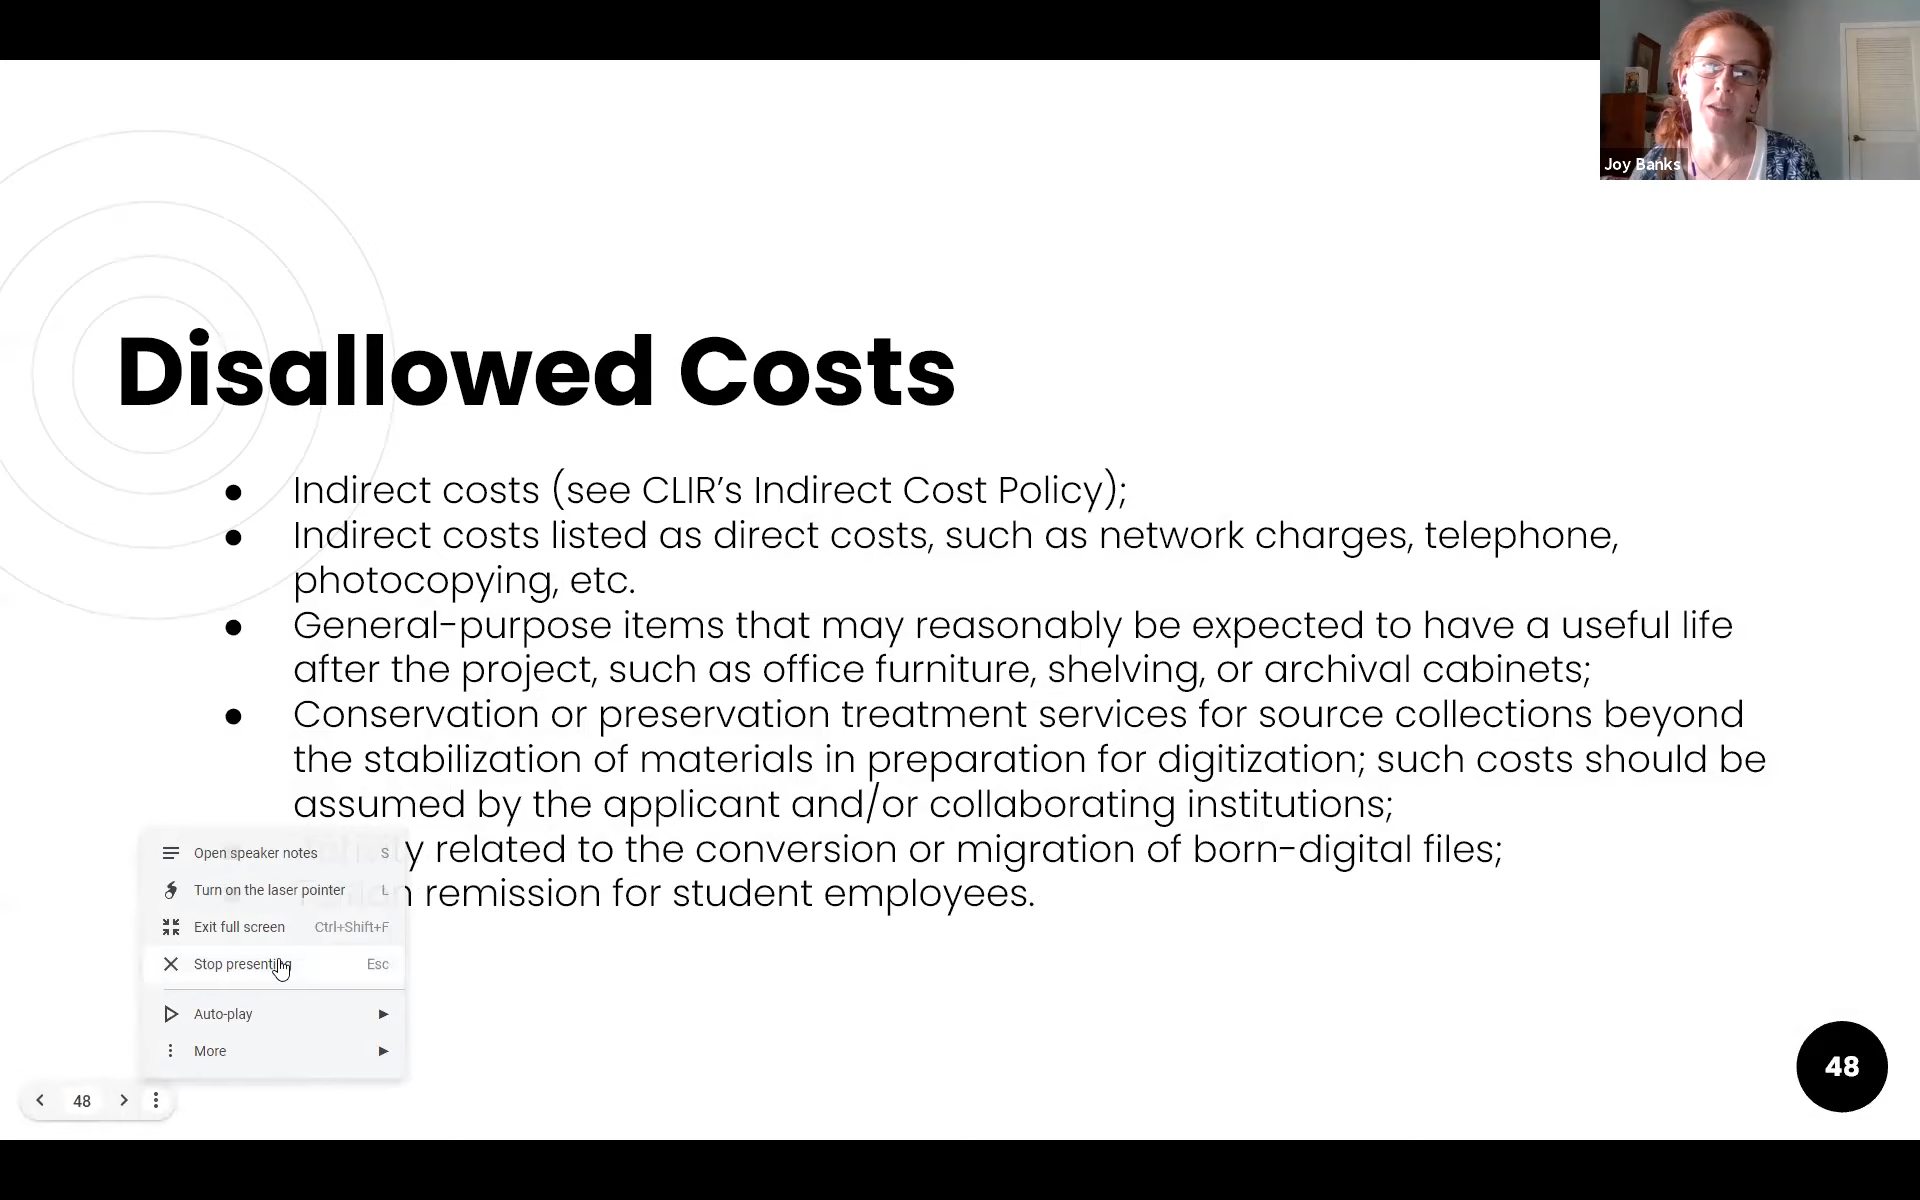 Joy Banks
Disallowed Costs
● Indirect costs (see CLIR’s Indirect Cost Policy);
● Indirect costs listed as direct costs, such as network charges, telephone,
photocopying, etc.
● General-purpose items that may reasonably be expected to have a useful life
after the project, such as office furniture, shelving, or archival cabinets;
● Conservation or preservation treatment services for source collections beyond
the stabilization of materials in preparation for digitization; such costs should be
assumed by the applicant and/or collaborating institutions;
related to the conversion or migration of born-digital files;
remission for student employees.
Open speaker notes S
Turn on the laser pointer L
Exit full screen Ctrl+Shift+F
Stop presenting Esc
Auto-play
More
48
48